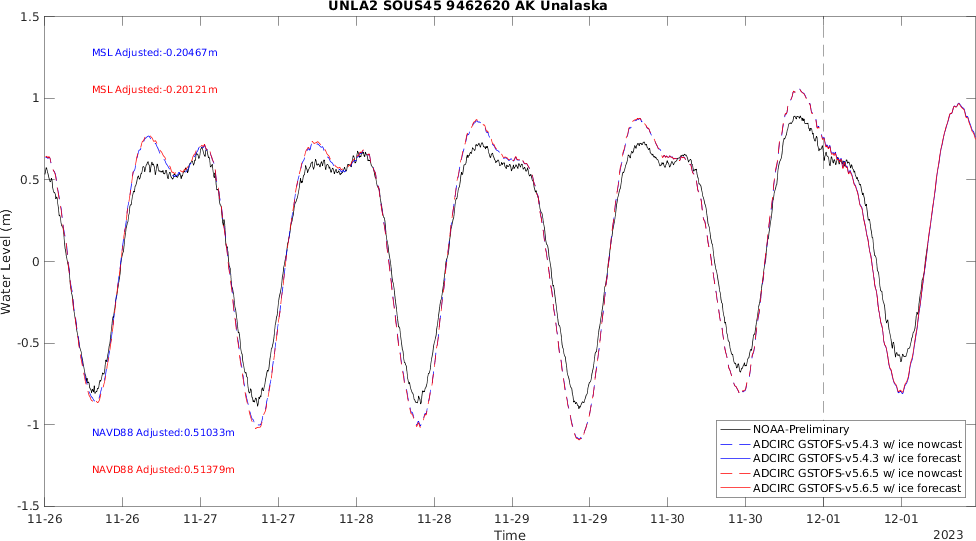 UNLA2 SOUS45 9462620 AK Unalaska
1.5
MSL Adjusted:-0.20467m
1
MSL Adjusted:-0.20121m
0.5
Water Level (m)
0
-0.5
-1
NAVD88 Adjusted:0.51033m
NAVD88 Adjusted:0.51379m
-1.5
NOAA-Preliminary
ADCIRC GSTOFS-v5.4.3 w/ ice nowcast
ADCIRC GSTOFS-v5.4.3 w/ ice forecast
ADCIRC GSTOFS-v5.6.5 w/ ice nowcast
ADCIRC GSTOFS-v5.6.5 w/ ice forecast
11-26 11-26 11-27 11-27 11-28 11-28 11-29 11-29 11-30 11-30 12-01 12-01
Time
2023